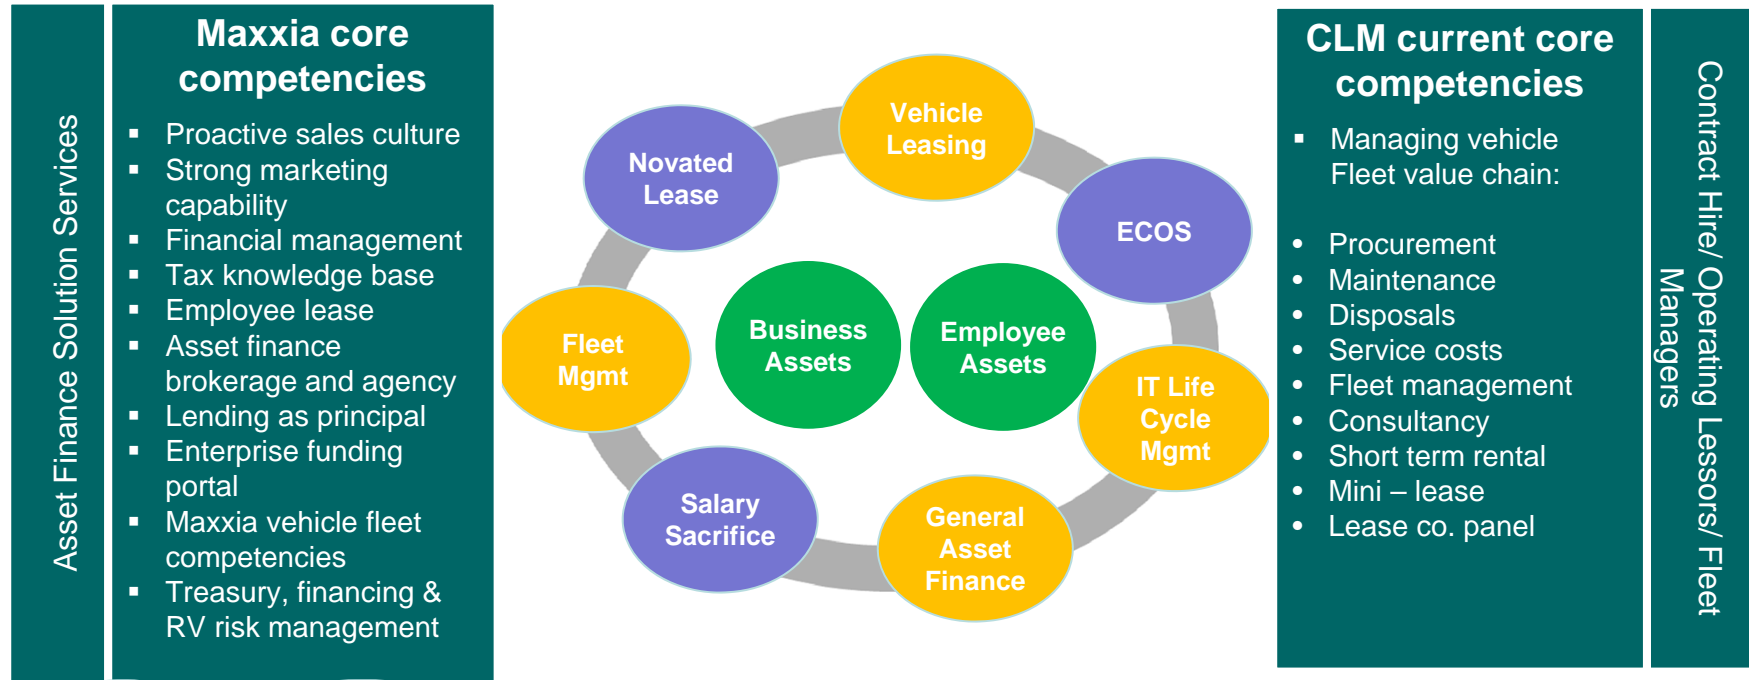 Asset Finance Solution Services
Maxxia core
competencies
▪ Proactive sales culture
▪ Strong marketing
capability
▪ Financial management
▪ Tax knowledge base
▪ Employee lease
▪ Asset finance
brokerage and agency
▪ Lending as principal
▪ Enterprise funding
portal
▪ Maxxia vehicle fleet
competencies
▪ Treasury, financing &
RV risk management
Vehicle
Leasing
Novated
Lease
ECOS
Business
Assets
Employee
Assets
Fleet
Mgmt
IT Life
Cycle
Mgmt
Salary
Sacrifice
General
Asset
Finance
CLM current core
competencies
▪ Managing vehicle
Fleet value chain:
• Procurement
• Maintenance
• Disposals
• Service costs
• Fleet management
• Consultancy
• Short term rental
• Mini – lease
• Lease co. panel
Contract Hire/ Operating Lessors/ Fleet
Managers